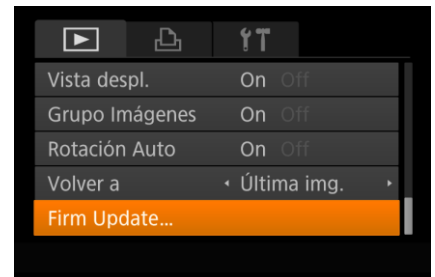 Vista despl. On Off
Grupo Imágenes On Off
Rotación Auto On Off
Volver a Última img.
Firm Update...